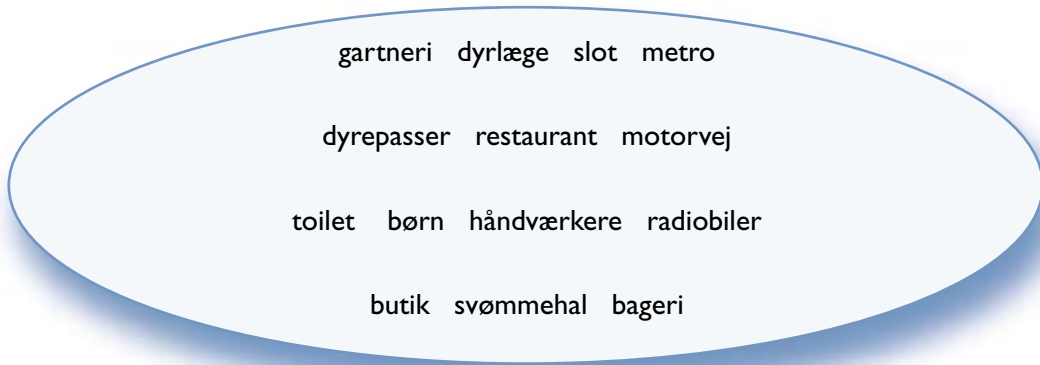 gartneri dyrlæge slot metro
dyrepasser restaurant motorvej
toilet børn håndværkere radiobiler
butik svømmehal bageri